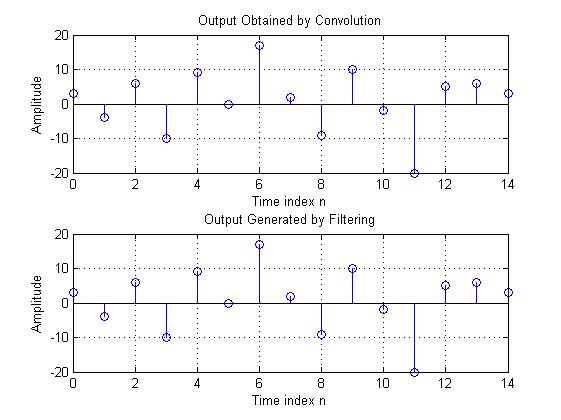 Output Obtained by Convolution
20
10
0
-10
-20
Amplitude
0 2 4 6 8 10 12 14
Time index n
Output Generated by Filtering
20
10
0
-10
-20
Amplitude
0 2 4 6 8 10 12 14
Time index n